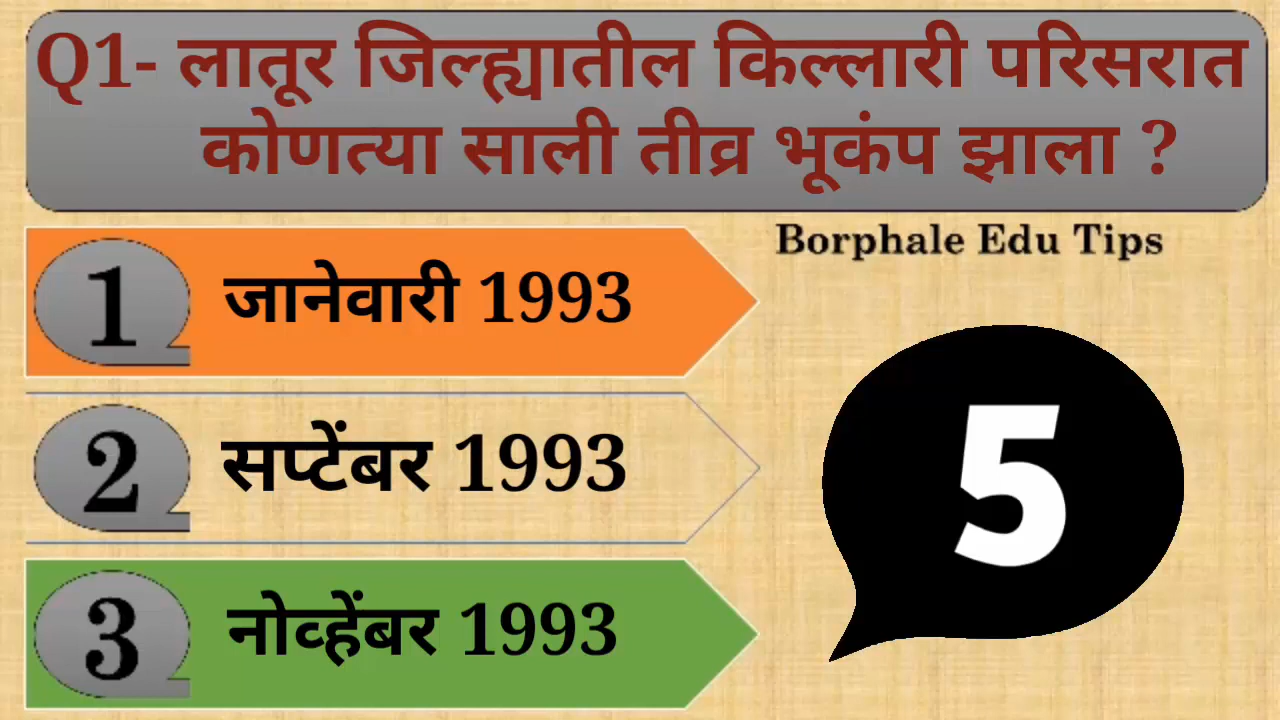 Q1- लातूर जिल्ह्यातील किल्लारी परिसरात
कोणत्या साली तीव्र भूकंप झाला ?
Borphale Edu Tips
1 जानेवारी 1993
2 सप्टेंबर 1993
3 नोव्हेंबर 1993
5